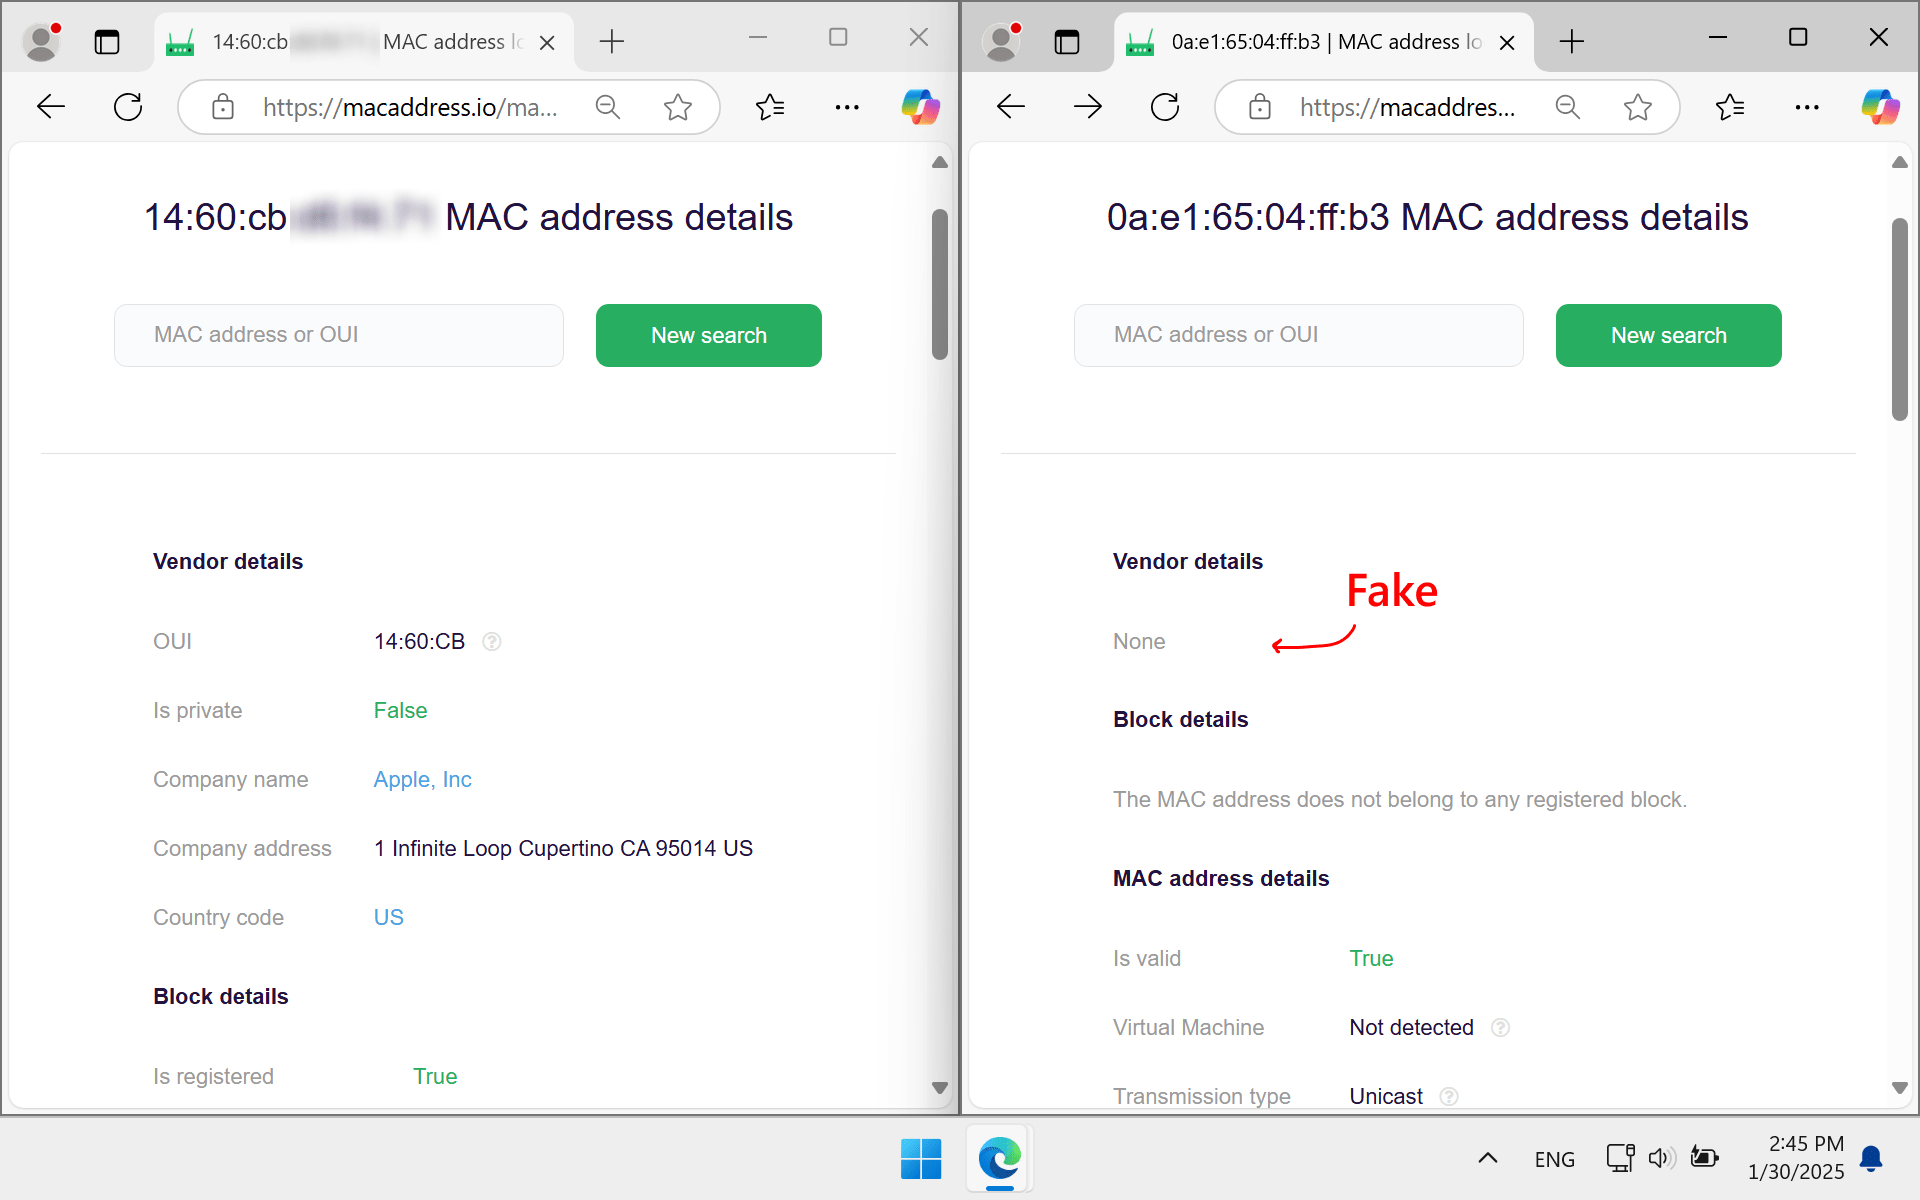 14:60:cb MAC address lo
https://macaddress.io/ma...
14:60:cb MAC address details
MAC address or OUI
New search
Vendor details
OUI 14:60:CB
Is private False
Company name Apple, Inc
Company address 1 Infinite Loop Cupertino CA 95014 US
Country code US
Block details
Is registered True
0a:e1:65:04:ff:b3 | MAC address lo
https://macaddres...
0a:e1:65:04:ff:b3 MAC address details
MAC address or OUI
New search
Vendor details
Fake
None
Block details
The MAC address does not belong to any registered block.
MAC address details
Is valid True
Virtual Machine Not detected
Transmission type Unicast
ENG
2:45 PM
1/30/2025